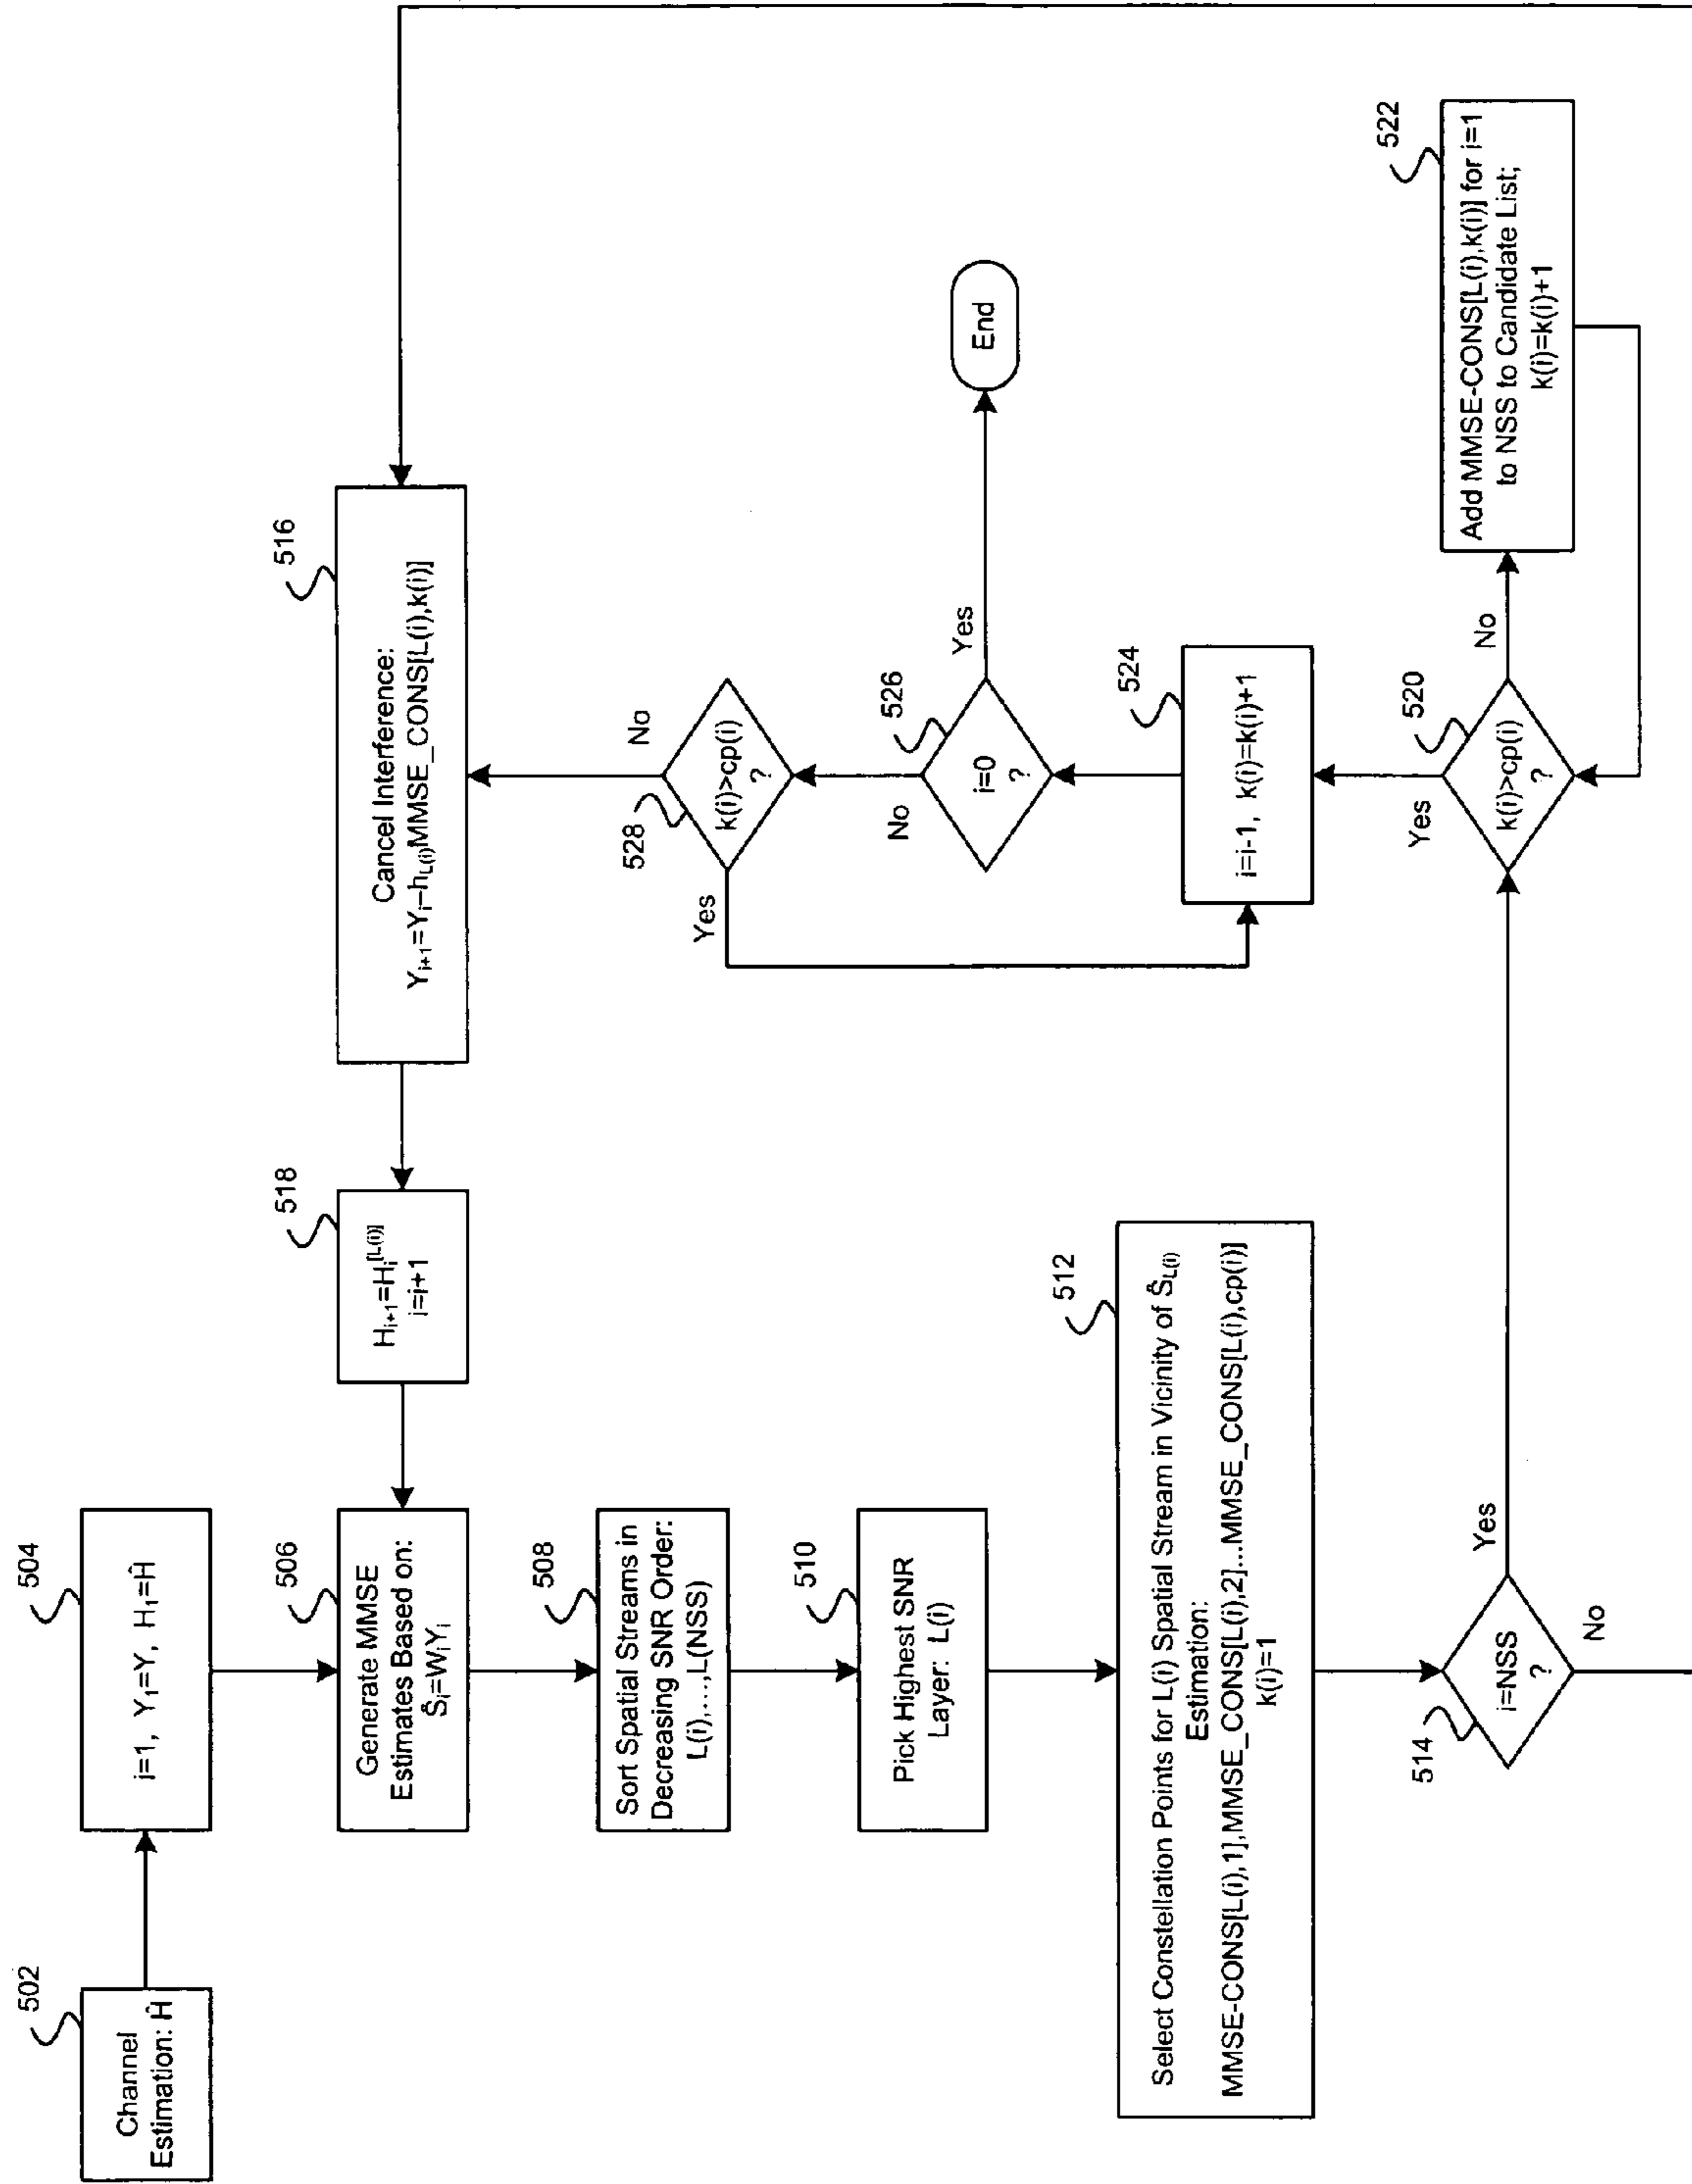 502
Channel
Estimation: Ĥ
504
i=1, Y₁=Y, H₁=Ĥ
506
Generate MMSE
Estimates Based on:
Ŝᵢ=WᵢYᵢ
508
Sort Spatial Streams in
Decreasing SNR Order:
L(i),...,L(NSS)
510
Pick Highest SNR
Layer: L(i)
512
Select Constellation Points for L(i) Spatial Stream in Vicinity of Ŝ_L(i)
Estimation:
MMSE-CONS[L(i),1],MMSE_CONS[L(i),2]...MMSE_CONS[L(i),cp(i)]
k(i)=1
514
i=NSS
?
Yes
No
516
Cancel Interference:
Yᵢ₊₁=Yᵢ–h_L(i)MMSE_CONS[L(i),k(i)]
518
Hᵢ₊₁=Hᵢ^[L(i)]
i=i+1
520
k(i)>cp(i)
?
Yes
No
522
Add MMSE-CONS[L(i),k(i)] for i=1
to NSS to Candidate List;
k(i)=k(i)+1
524
i=i-1, k(i)=k(i)+1
526
i=0
?
Yes
No
End
528
k(i)>cp(i)
?
Yes
No